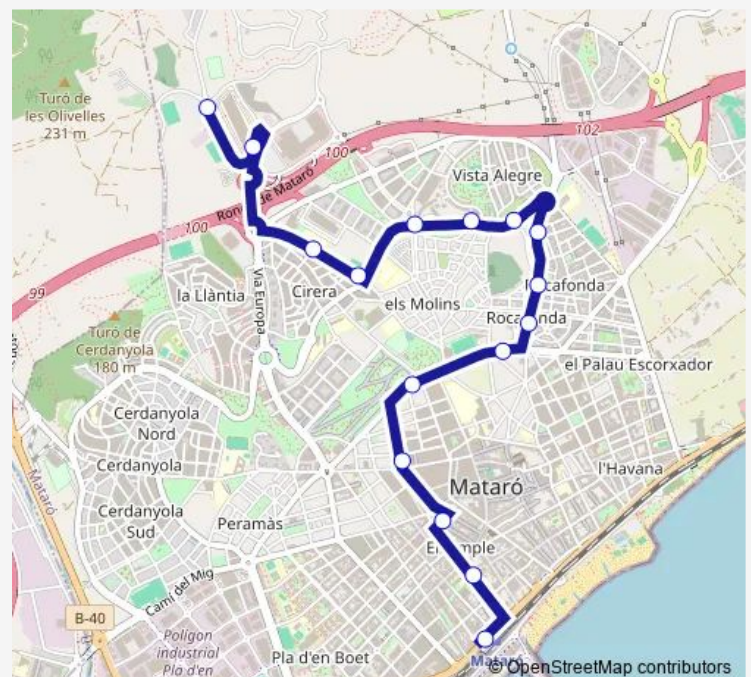 Turó de
les Olivelles
231 m
102
100
Vista Alegre
Ronda de Mataró
100
99
la Llàntia
Via Europa
Cirera
els Molins
Rocafonda
Turó de
Cerdanyola
180 m
el Palau Escorxador
Cerdanyola
Nord
Cerdanyola
l'Havana
Mataró
Mataró
Cerdanyola
Sud
Peramàs
Camí del Mig
B-40
Polígon
industrial
Pla d'en
Pla d'en Boet
Mataró
© OpenStreetMap contributors